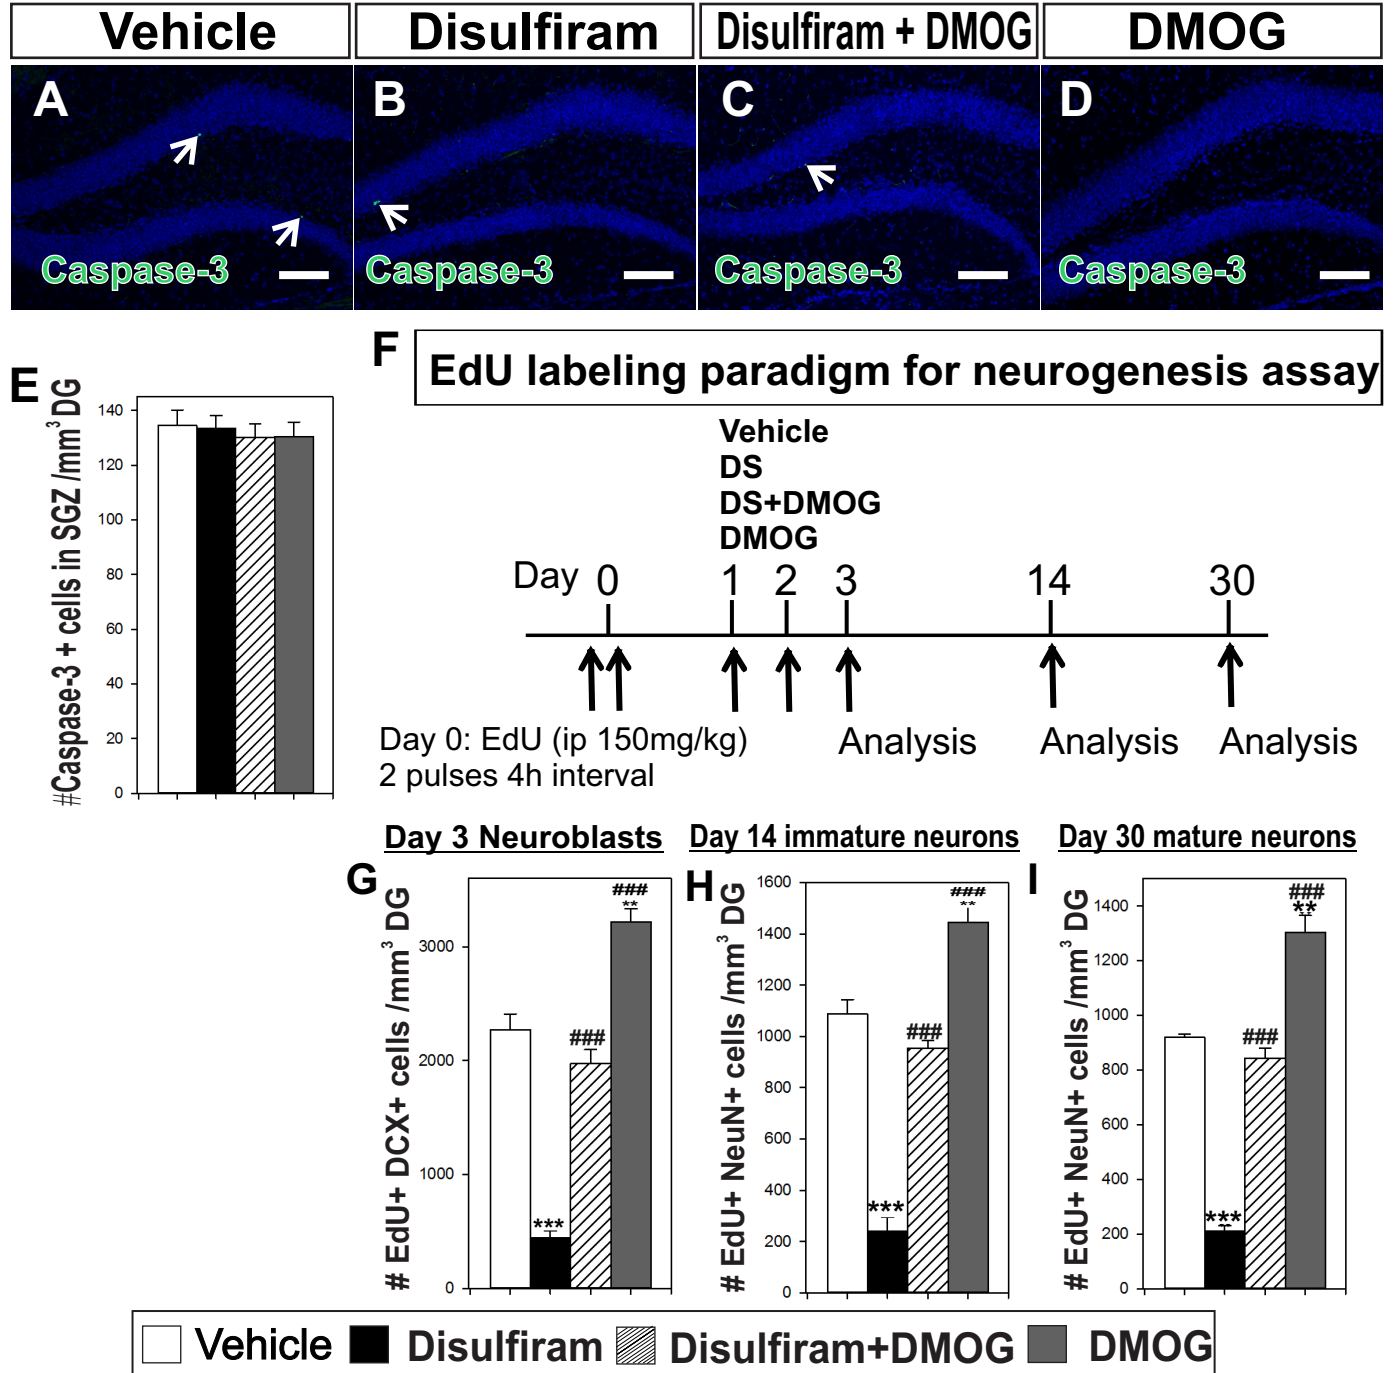 Vehicle
Disulfiram
Disulfiram + DMOG
DMOG
A
B
C
D
Caspase-3
Caspase-3
Caspase-3
Caspase-3
E
#Caspase-3 + cells in SGZ /mm³ DG
140
120
100
80
60
40
20
0
F
EdU labeling paradigm for neurogenesis assay
Vehicle
DS
DS+DMOG
DMOG
Day 0 1 2 3 14 30
Day 0: EdU (ip 150mg/kg)
2 pulses 4h interval
Analysis
Analysis
Analysis
Day 3 Neuroblasts
G
# EdU+ DCX+ cells /mm³ DG
3000
2000
1000
0
***
###
###
**
Day 14 immature neurons
H
# EdU+ NeuN+ cells /mm³ DG
1600
1400
1200
1000
800
600
400
200
0
***
###
###
**
Day 30 mature neurons
I
# EdU+ NeuN+ cells /mm³ DG
1400
1200
1000
800
600
400
200
0
***
###
###
**
Vehicle
Disulfiram
Disulfiram+DMOG
DMOG